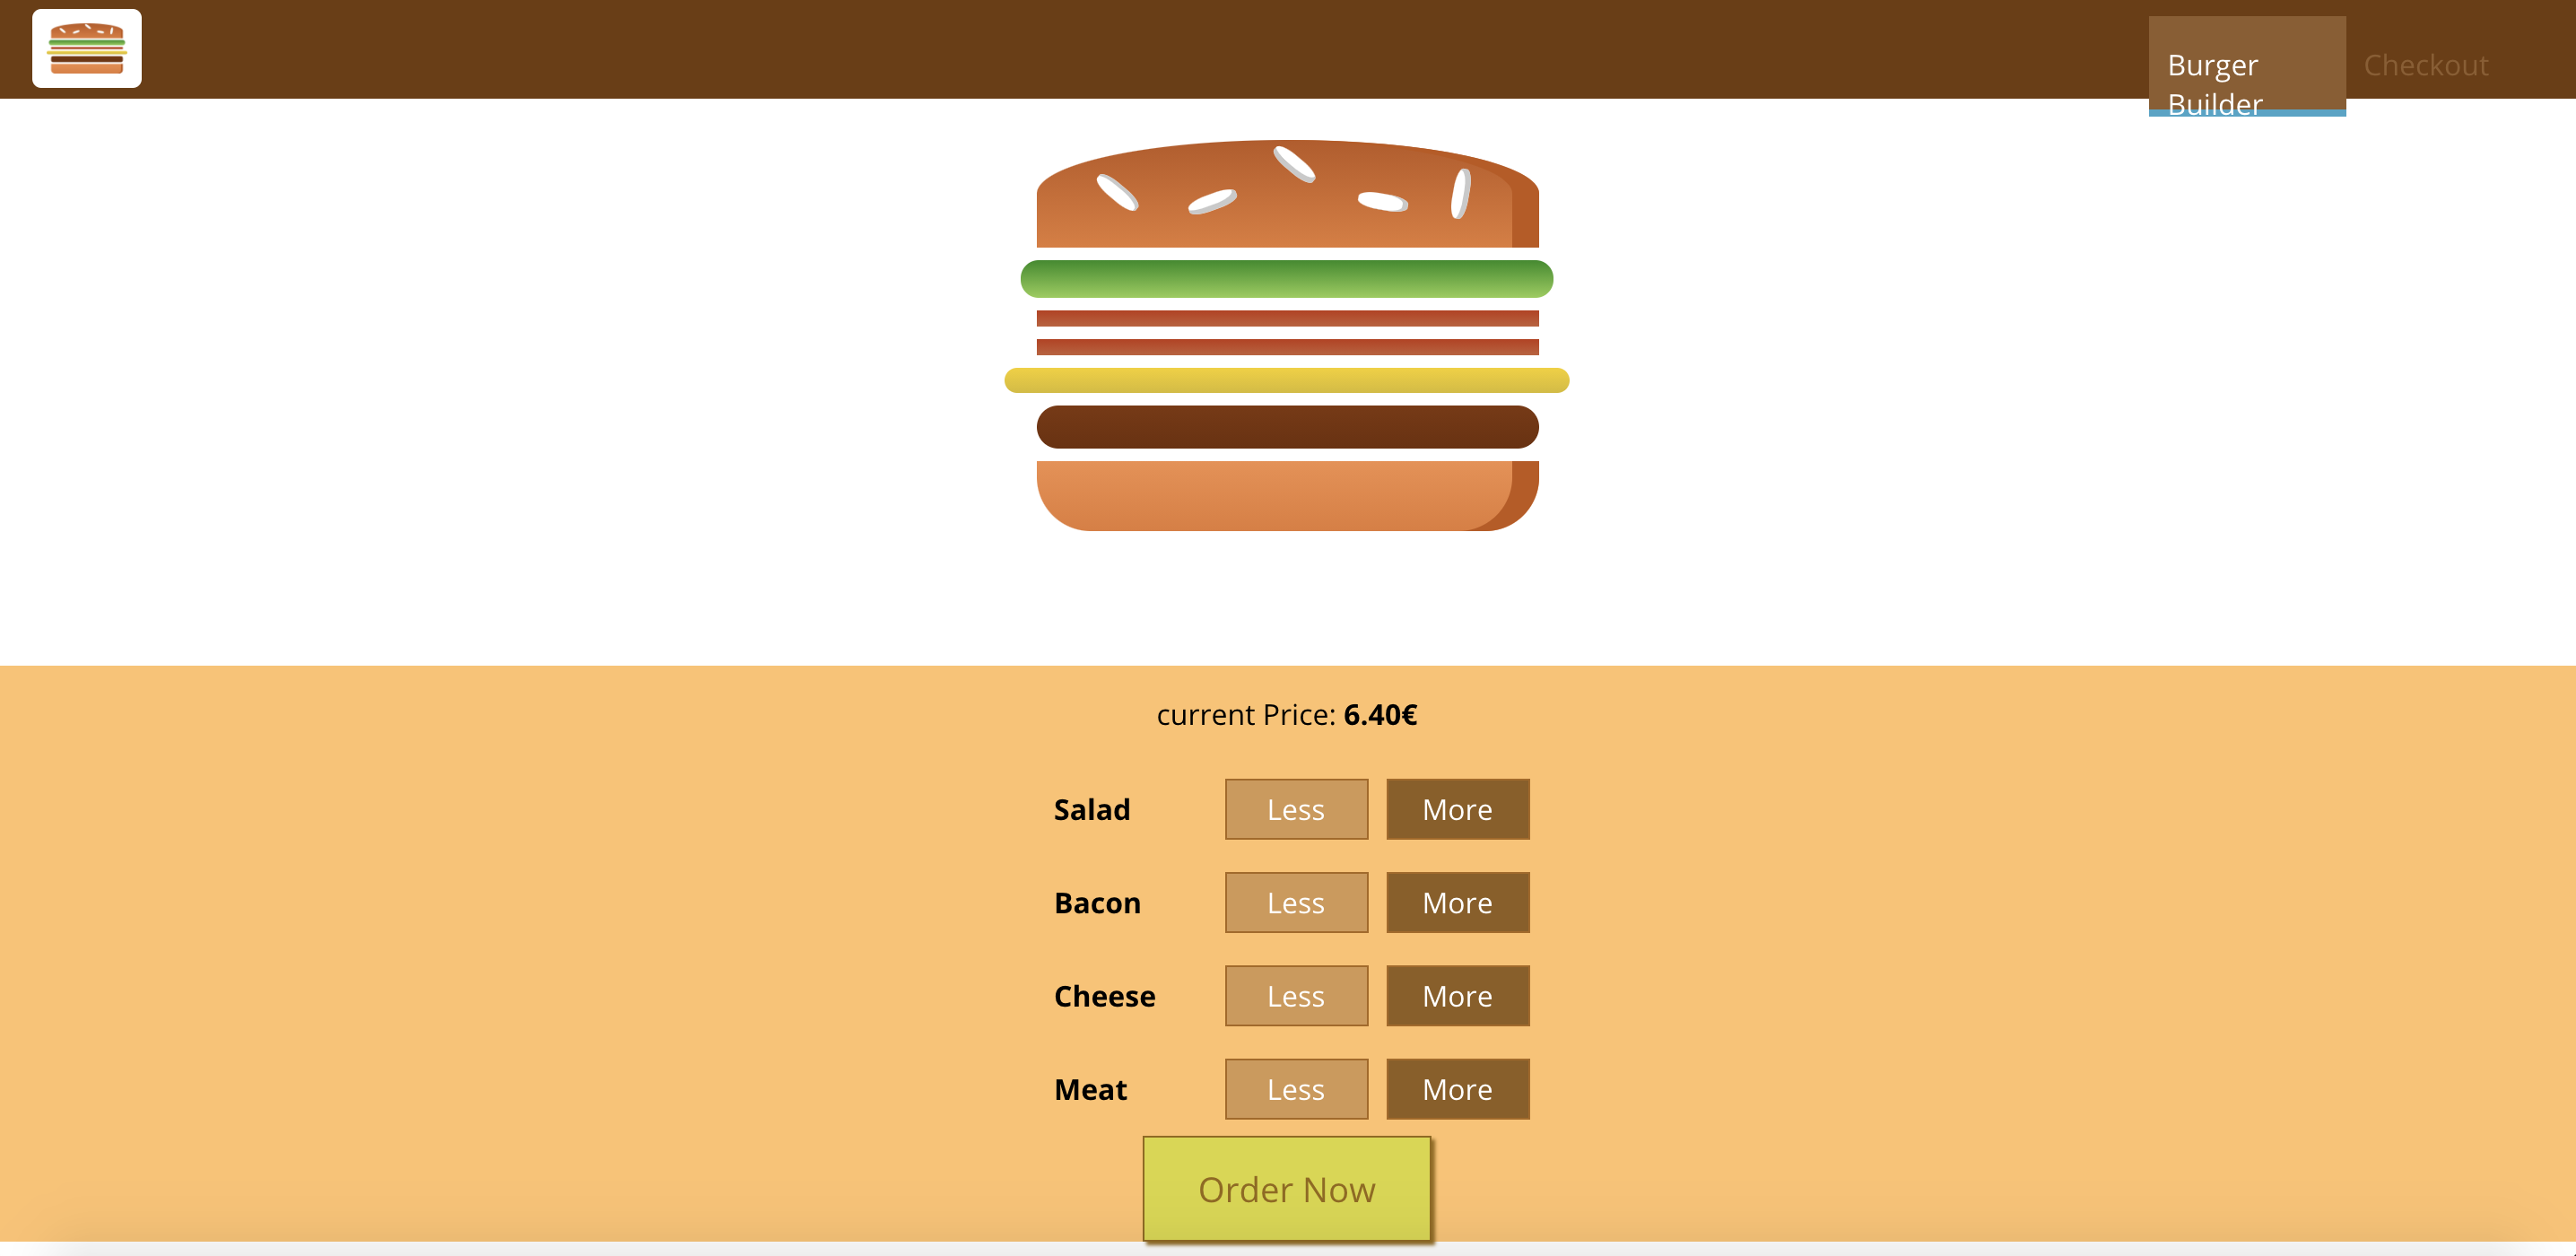 Burger
Builder
Checkout
current Price: 6.40€
Salad Less More
Bacon Less More
Cheese Less More
Meat Less More
Order Now